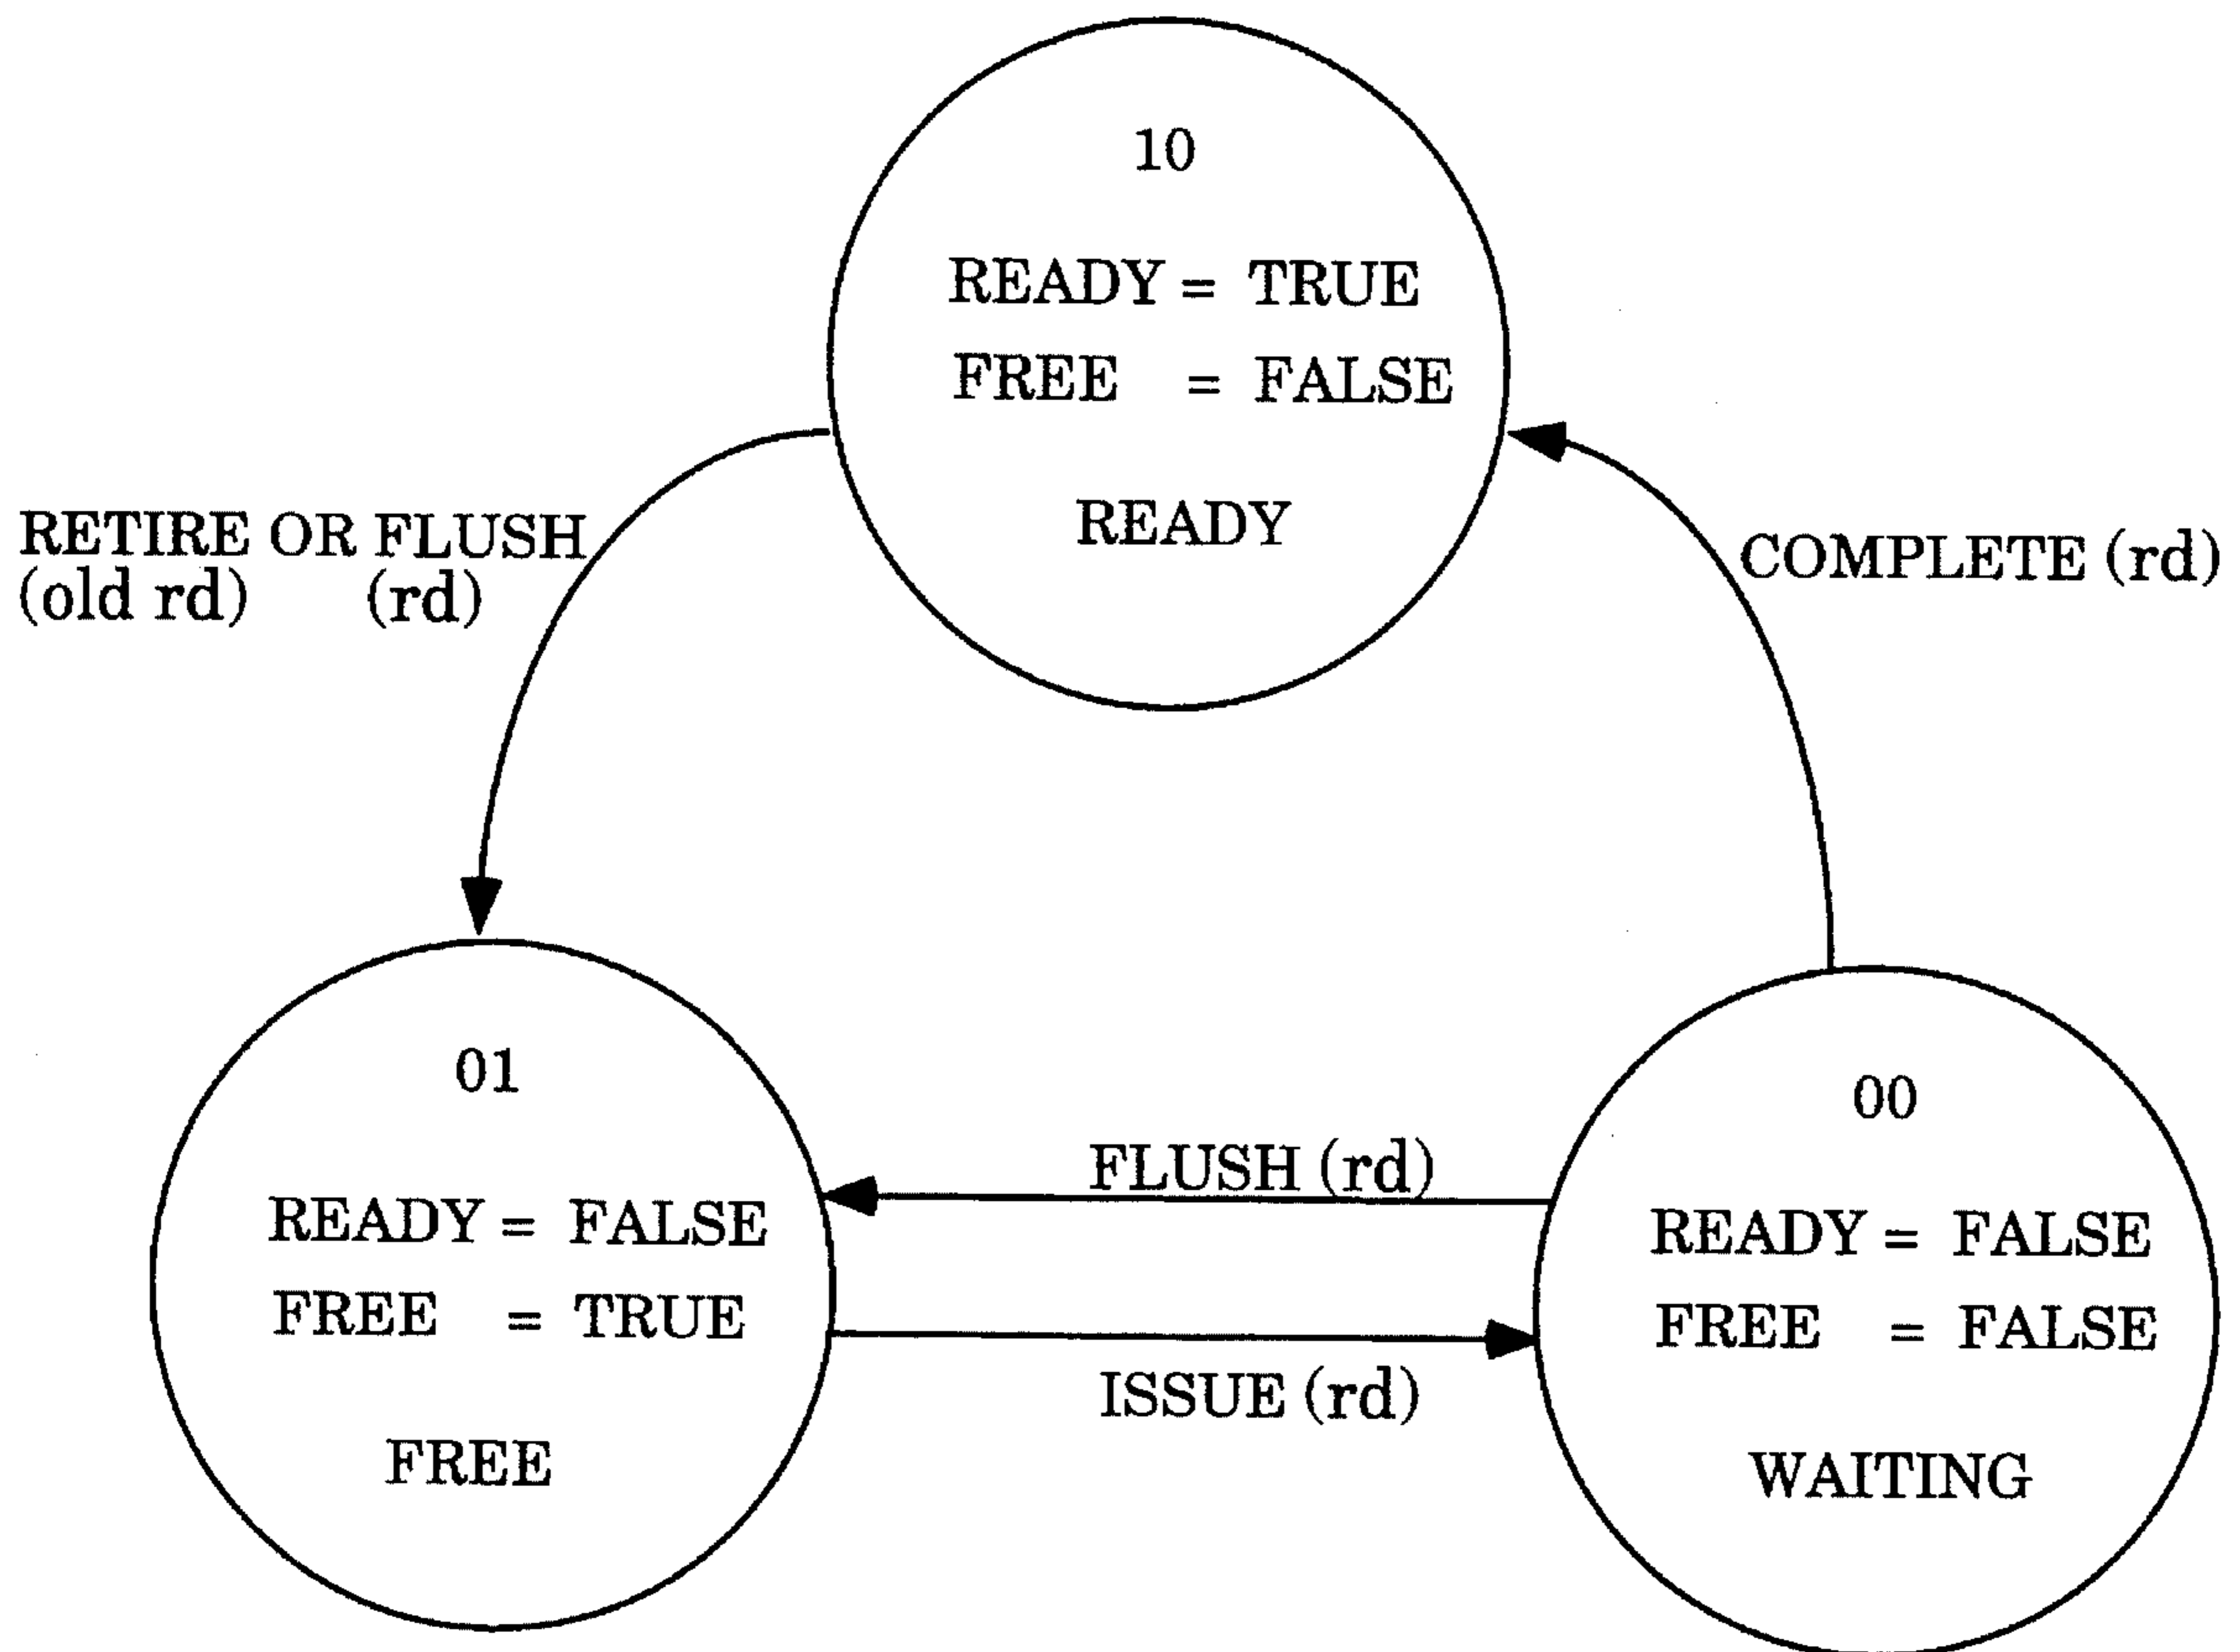 10
READY = TRUE
FREE = FALSE
READY
RETIRE OR FLUSH
(old rd) (rd)
COMPLETE (rd)
01
READY = FALSE
FREE = TRUE
FREE
FLUSH (rd)
ISSUE (rd)
00
READY = FALSE
FREE = FALSE
WAITING